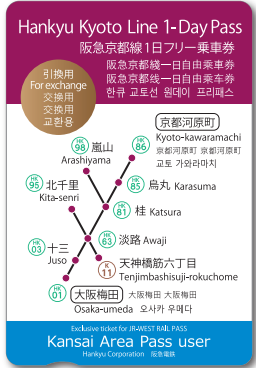 Hankyu Kyoto Line 1-Day Pass
阪急京都線1日フリー乗車券
阪急京都綫一日自由乘車券
阪急京都线一日自由乘车券
한큐 교토선 원데이 프리패스
引換用
For exchange
交換用
交换用
교환용
京都河原町
HK 86
Kyoto-kawaramachi
京都河原町 京都河原町
교토 가와라마치
HK 98 嵐山
Arashiyama
HK 95 北千里
Kita-senri
HK 85 烏丸 Karasuma
HK 81 桂 Katsura
HK 03 十三
Juso
HK 63 淡路 Awaji
K 11 天神橋筋六丁目
Tenjimbashisuji-rokuchome
HK 01 大阪梅田 大阪梅田 大阪梅田
Osaka-umeda 오사카 우메다
Exclusive ticket for JR-WEST RAIL PASS
Kansai Area Pass user
Hankyu Corporation 阪急電鉄